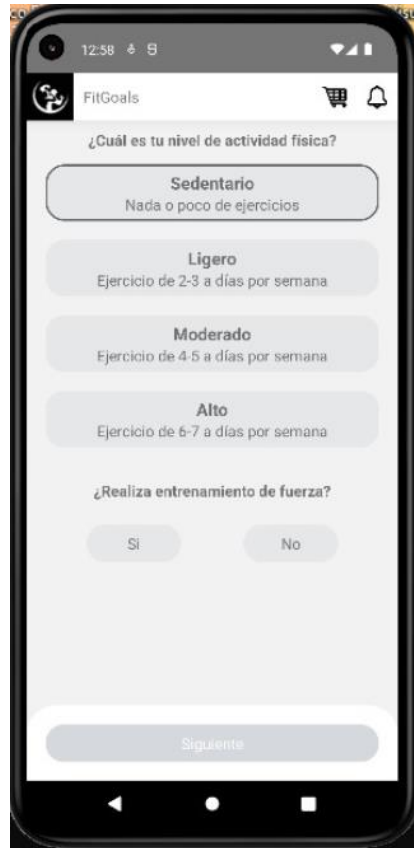 12:58
FitGoals
¿Cuál es tu nivel de actividad física?
Sedentario
Nada o poco de ejercicios
Ligero
Ejercicio de 2-3 a días por semana
Moderado
Ejercicio de 4-5 a días por semana
Alto
Ejercicio de 6-7 a días por semana
¿Realiza entrenamiento de fuerza?
Si
No
Siguiente